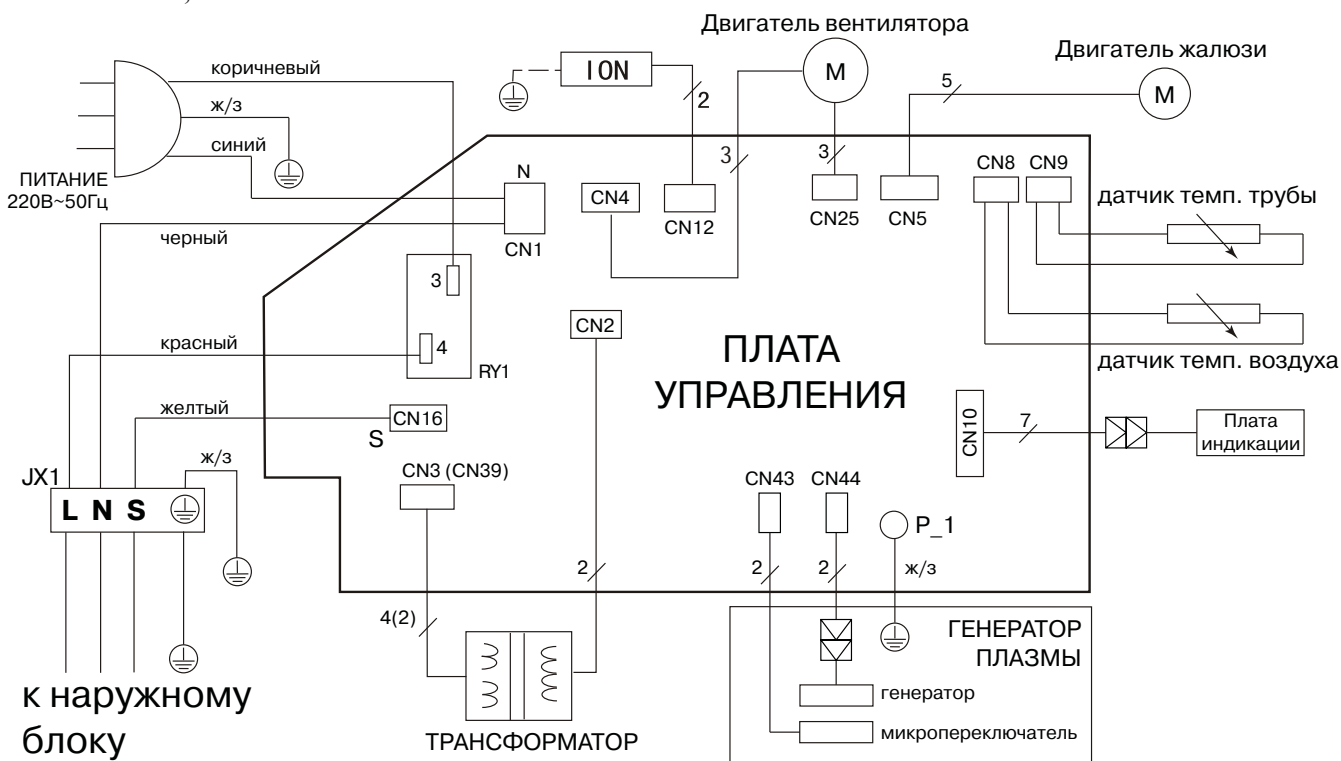 Двигатель вентилятора
Двигатель жалюзи
коричневый
ION
M
M
5
2
ж/з
синий
3
3
ПИТАНИЕ
220В~50Гц
N
CN1
CN4
CN12
CN25
CN5
CN8
CN9
датчик темп. трубы
черный
3
4
RY1
CN2
красный
ПЛАТА
УПРАВЛЕНИЯ
датчик темп. воздуха
желтый
CN16
S
CN10
7
Плата
индикации
ж/з
CN3 (CN39)
JX1
L N S
CN43
CN44
P_1
2
2
2
ж/з
4(2)
ГЕНЕРАТОР
ПЛАЗМЫ
генератор
микропереключатель
к наружному
блоку
ТРАНСФОРМАТОР